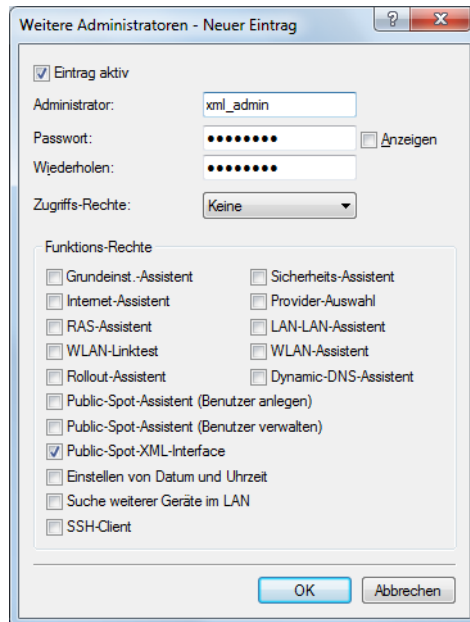 Weitere Administratoren - Neuer Eintrag
Eintrag aktiv
Administrator: xml_admin
Passwort: ●●●●●●●● Anzeigen
Wiederholen: ●●●●●●●●
Zugriffs-Rechte: Keine
Funktions-Rechte
Grundeinst.-Assistent Sicherheits-Assistent
Internet-Assistent Provider-Auswahl
RAS-Assistent LAN-LAN-Assistent
WLAN-Linktest WLAN-Assistent
Rollout-Assistent Dynamic-DNS-Assistent
Public-Spot-Assistent (Benutzer anlegen)
Public-Spot-Assistent (Benutzer verwalten)
Public-Spot-XML-Interface
Einstellen von Datum und Uhrzeit
Suche weiterer Geräte im LAN
SSH-Client
OK Abbrechen